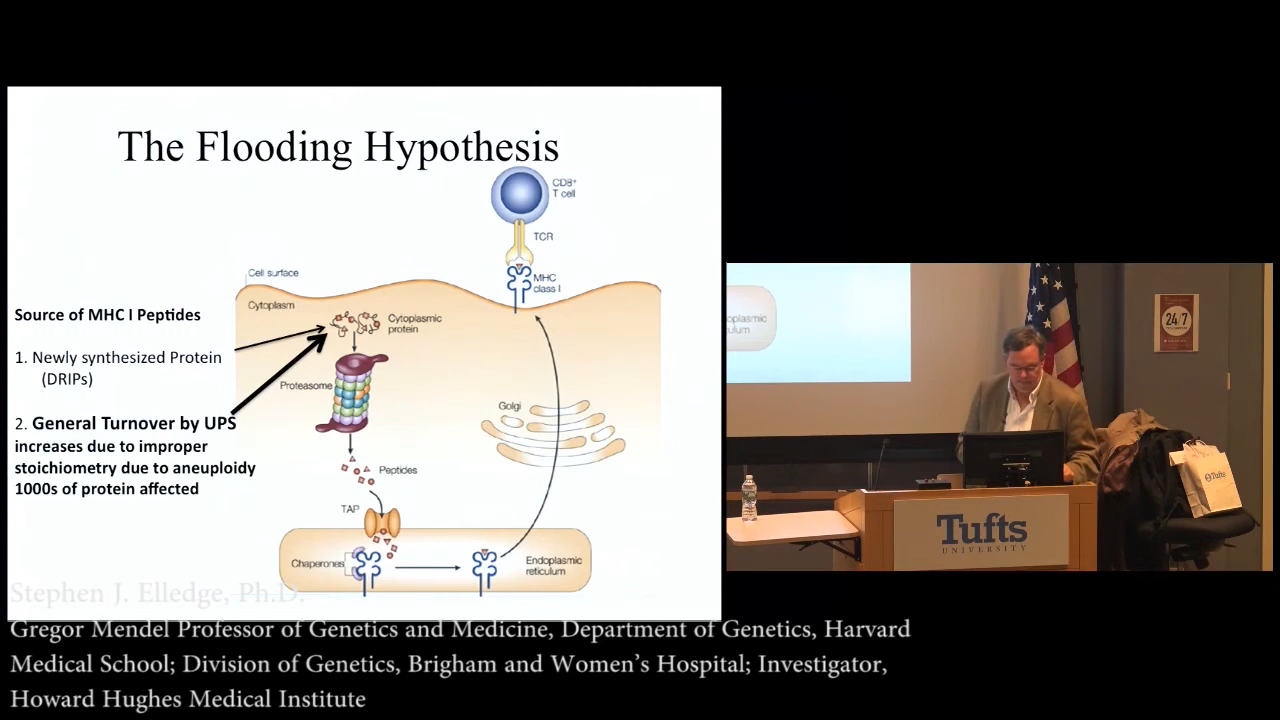 The Flooding Hypothesis
CD8+
T cell
TCR
MHC
class I
Cell surface
Cytoplasm
Cytoplasmic
protein
Source of MHC I Peptides
1. Newly synthesized Protein
(DRIPs)
Proteasome
2. General Turnover by UPS
increases due to improper
stoichiometry due to aneuploidy
1000s of protein affected
Golgi
Peptides
TAP
Chaperones
Endoplasmic
reticulum
oplasmic
ulum
24/7
Tufts
Tufts
UNIVERSITY
Stephen J. Elledge, Ph.D.
Gregor Mendel Professor of Genetics and Medicine, Department of Genetics, Harvard
Medical School; Division of Genetics, Brigham and Women's Hospital; Investigator,
Howard Hughes Medical Institute